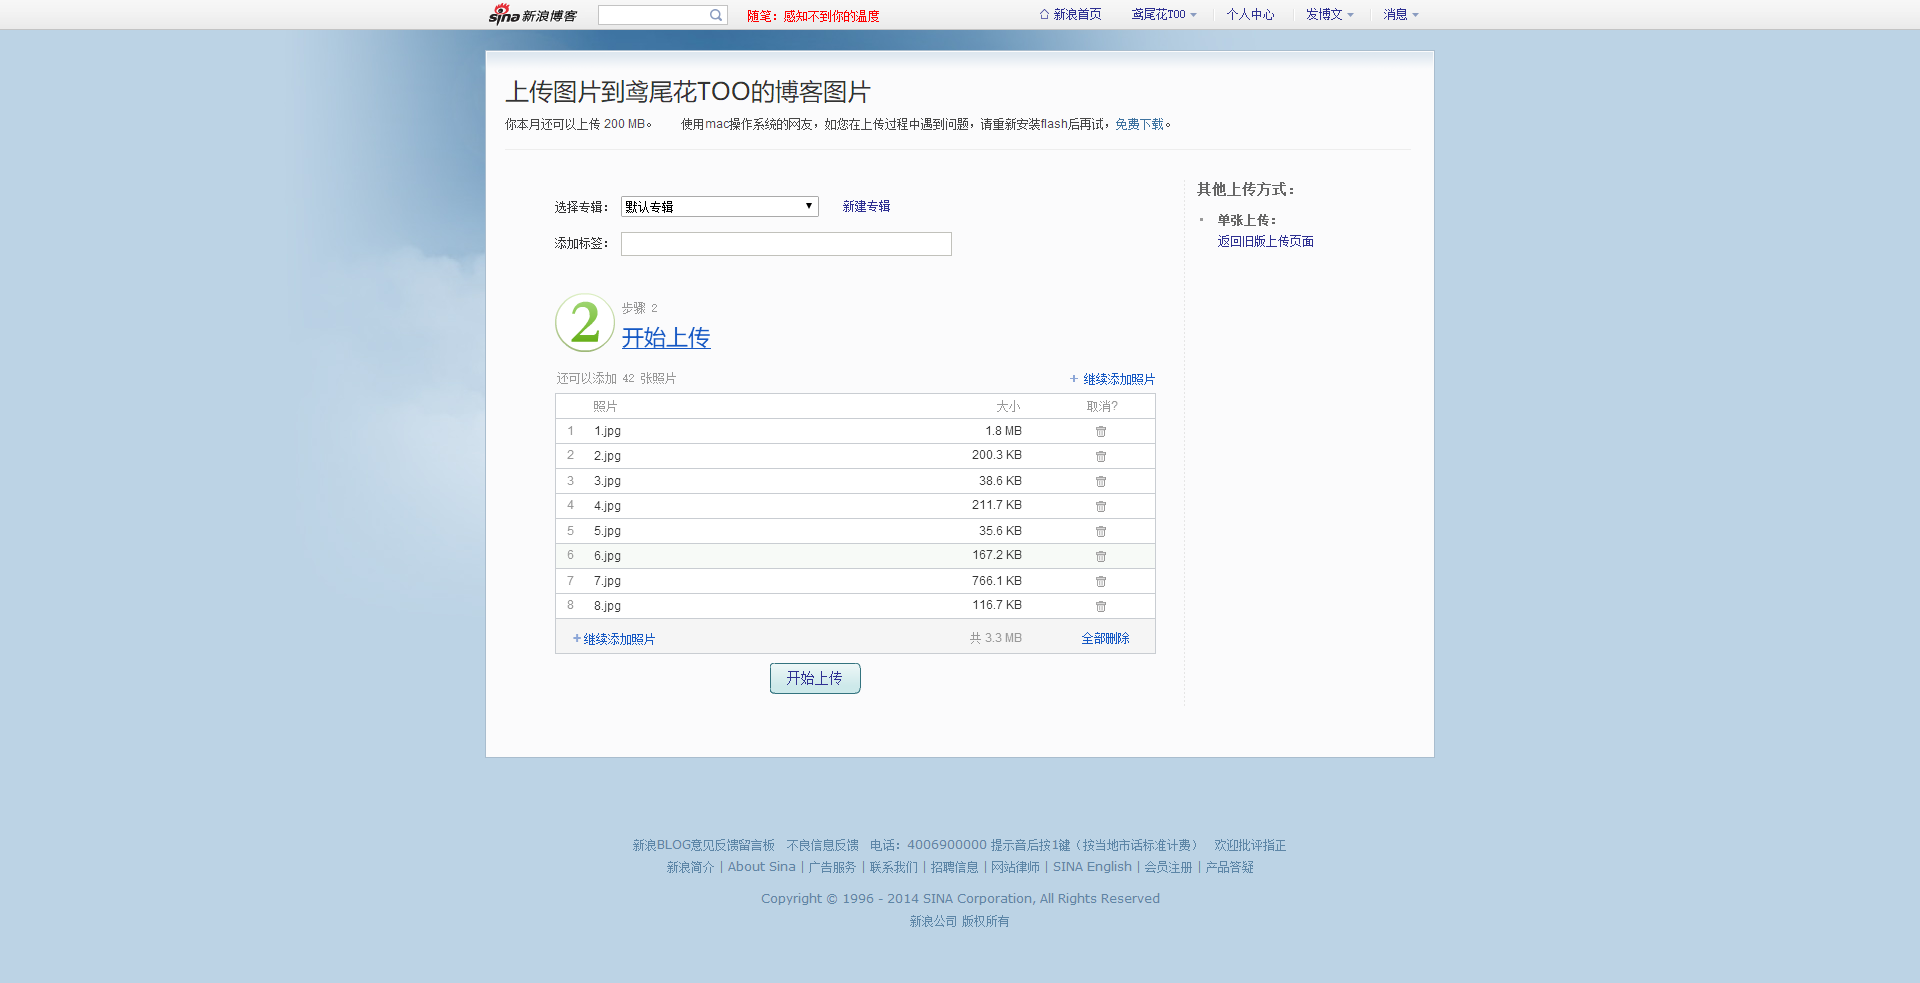 sina 新浪博客 随笔：感知不到你的温度 新浪首页 鸢尾花TOO 个人中心 发博文 消息
上传图片到鸢尾花TOO的博客图片
你本月还可以上传 200 MB。 使用mac操作系统的网友，如您在上传过程中遇到问题，请重新安装flash后再试，免费下载。
选择专辑： 默认专辑 新建专辑
添加标签：
其他上传方式：
单张上传：
返回旧版上传页面
2 步骤 2
开始上传
还可以添加 42 张照片 + 继续添加照片
照片 大小 取消?
1 1.jpg 1.8 MB
2 2.jpg 200.3 KB
3 3.jpg 38.6 KB
4 4.jpg 211.7 KB
5 5.jpg 35.6 KB
6 6.jpg 167.2 KB
7 7.jpg 766.1 KB
8 8.jpg 116.7 KB
+ 继续添加照片 共 3.3 MB 全部删除
开始上传
新浪BLOG意见反馈留言板 不良信息反馈 电话：4006900000 提示音后按1键（按当地市话标准计费） 欢迎批评指正
新浪简介 | About Sina | 广告服务 | 联系我们 | 招聘信息 | 网站律师 | SINA English | 会员注册 | 产品答疑
Copyright © 1996 - 2014 SINA Corporation, All Rights Reserved
新浪公司 版权所有